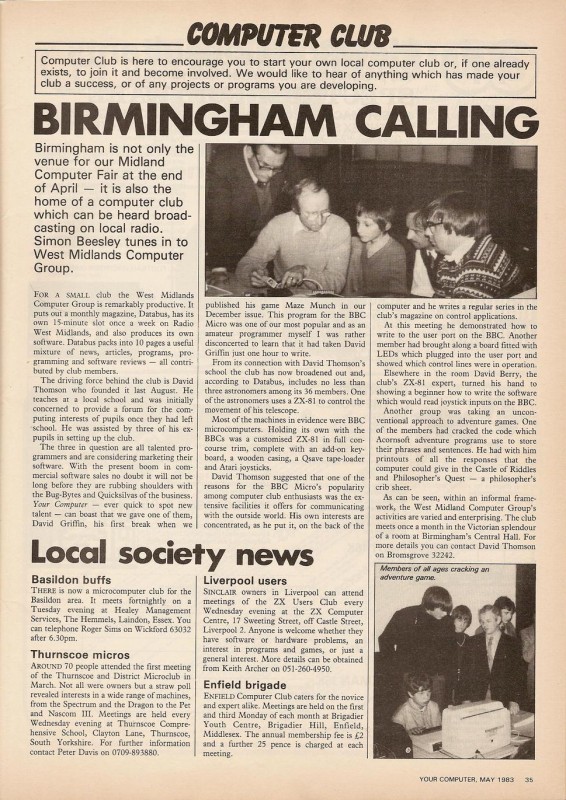 COMPUTER CLUB
Computer Club is here to encourage you to start your own local computer club or, if one already
exists, to join it and become involved. We would like to hear of anything which has made your
club a success, or of any projects or programs you are developing.
BIRMINGHAM CALLING
Birmingham is not only the
venue for our Midland
Computer Fair at the end
of April — it is also the
home of a computer club
which can be heard broad-
casting on local radio.
Simon Beesley tunes in to
West Midlands Computer
Group.
FOR A SMALL club the West Midlands
Computer Group is remarkably productive. It
puts out a monthly magazine, Databus, has its
own 15-minute slot once a week on Radio
West Midlands, and also produces its own
software. Databus packs into 10 pages a useful
mixture of news, articles, programs, pro-
gramming and software reviews — all contri-
buted by club members.
The driving force behind the club is David
Thomson who founded it last August. He
teaches at a local school and was initially
concerned to provide a forum for the com-
puting interests of pupils once they had left
school. He was assisted by three of his ex-
pupils in setting up the club.
The three in question are all talented pro-
grammers and are considering marketing their
software. With the present boom in com-
mercial software sales no doubt it will not be
long before they are rubbing shoulders with
the Bug-Bytes and Quicksilvas of the business.
Your Computer — ever quick to spot new
talent — can boast that we gave one of them,
David Griffin, his first break when we
published his game Maze Munch in our
December issue. This program for the BBC
Micro was one of our most popular and as an
amateur programmer myself I was rather
disconcerted to learn that it had taken David
Griffin just one hour to write.
From its connection with David Thomson's
school the club has now broadened out and,
according to Databus, includes no less than
three astronomers among its 36 members. One
of the astronomers uses a ZX-81 to control the
movement of his telescope.
Most of the machines in evidence were BBC
microcomputers. Holding its own with the
BBCs was a customised ZX-81 in full con-
course trim, complete with an add-on key-
board, a wooden casing, a Qsave tape-loader
and Atari joysticks.
David Thomson suggested that one of the
reasons for the BBC Micro's popularity
among computer club enthusiasts was the ex-
tensive facilities it offers for communicating
with the outside world. His own interests are
concentrated, as he put it, on the back of the
computer and he writes a regular series in the
club's magazine on control applications.
At this meeting he demonstrated how to
write to the user port on the BBC. Another
member had brought along a board fitted with
LEDs which plugged into the user port and
showed which control lines were in operation.
Elsewhere in the room David Berry, the
club's ZX-81 expert, turned his hand to
showing a beginner how to write the software
which would read joystick inputs on the BBC.
Another group was taking an uncon-
ventional approach to adventure games. One
of the members had cracked the code which
Acornsoft adventure programs use to store
their phrases and sentences. He had with him
printouts of all the responses that the
computer could give in the Castle of Riddles
and Philosopher's Quest — a philosopher's
crib sheet.
As can be seen, within an informal frame-
work, the West Midland Computer Group's
activities are varied and enterprising. The club
meets once a month in the Victorian splendour
of a room at Birmingham's Central Hall. For
more details you can contact David Thomson
on Bromsgrove 32242.
Local society news
Basildon buffs
THERE is now a microcomputer club for the
Basildon area. It meets fortnightly on a
Tuesday evening at Healey Management
Services, The Hemmels, Laindon, Essex. You
can telephone Roger Sims on Wickford 63032
after 6.30pm.
Thurnscoe micros
AROUND 70 people attended the first meeting
of the Thurnscoe and District Microclub in
March. Not all were owners but a straw poll
revealed interests in a wide range of machines,
from the Spectrum and the Dragon to the Pet
and Nascom III. Meetings are held every
Wednesday evening at Thurnscoe Compre-
hensive School, Clayton Lane, Thurnscoe,
South Yorkshire. For further information
contact Peter Davis on 0709-893880.
Liverpool users
SINCLAIR owners in Liverpool can attend
meetings of the ZX Users Club every
Wednesday evening at the ZX Computer
Centre, 17 Sweeting Street, off Castle Street,
Liverpool 2. Anyone is welcome whether they
have software or hardware problems, an
interest in programs and games, or just a
general interest. More details can be obtained
from Keith Archer on 051-260-4950.
Enfield brigade
ENFIELD Computer Club caters for the novice
and expert alike. Meetings are held on the first
and third Monday of each month at Brigadier
Youth Centre, Brigadier Hill, Enfield,
Middlesex. The annual membership fee is £2
and a further 25 pence is charged at each
meeting.
Members of all ages cracking an
adventure game.
YOUR COMPUTER, MAY 1983 35